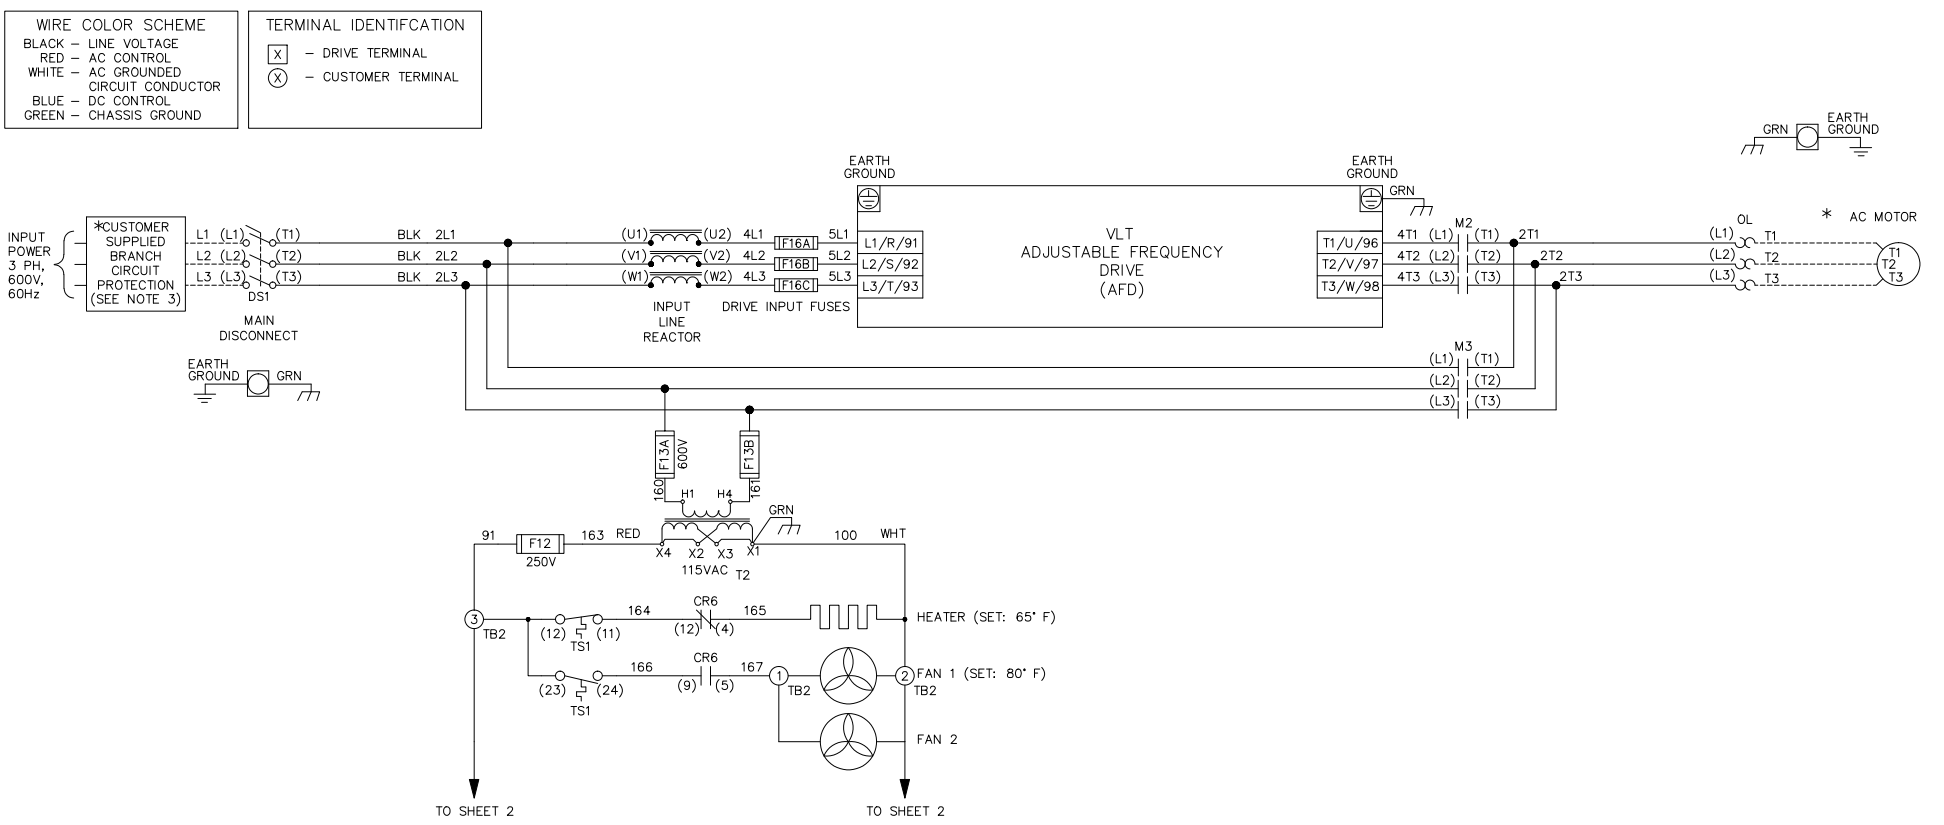 WIRE COLOR SCHEME
BLACK – LINE VOLTAGE
RED – AC CONTROL
WHITE – AC GROUNDED
CIRCUIT CONDUCTOR
BLUE – DC CONTROL
GREEN – CHASSIS GROUND
TERMINAL IDENTIFCATION
X – DRIVE TERMINAL
X – CUSTOMER TERMINAL
GRN
EARTH
GROUND
INPUT
POWER
3 PH,
600V,
60Hz
*CUSTOMER
SUPPLIED
BRANCH
CIRCUIT
PROTECTION
(SEE NOTE 3)
L1 (L1) (T1)
L2 (L2) (T2)
L3 (L3) (T3)
DS1
MAIN
DISCONNECT
BLK 2L1
BLK 2L2
BLK 2L3
(U1) (U2) 4L1 F16A 5L1
(V1) (V2) 4L2 F16B 5L2
(W1) (W2) 4L3 F16C 5L3
INPUT
LINE
REACTOR
DRIVE INPUT FUSES
EARTH
GROUND
L1/R/91
L2/S/92
L3/T/93
VLT
ADJUSTABLE FREQUENCY
DRIVE
(AFD)
EARTH
GROUND
GRN
T1/U/96
T2/V/97
T3/W/98
M2
4T1 (L1) (T1) 2T1
4T2 (L2) (T2) 2T2
4T3 (L3) (T3) 2T3
OL
(L1) T1
(L2) T2
(L3) T3
* AC MOTOR
T1
T2
T3
M3
(L1) (T1)
(L2) (T2)
(L3) (T3)
EARTH
GROUND
GRN
F13A
600V
F13B
160
161
H1 H4
GRN
91 F12 163 RED
250V
X4 X2 X3 X1
100 WHT
115VAC T2
3
TB2
(12) (11)
TS1
164
CR6
(12) (4)
165
HEATER (SET: 65° F)
(23) (24)
TS1
166
CR6
(9) (5)
167
1
TB2
2
TB2
FAN 1 (SET: 80° F)
FAN 2
TO SHEET 2
TO SHEET 2